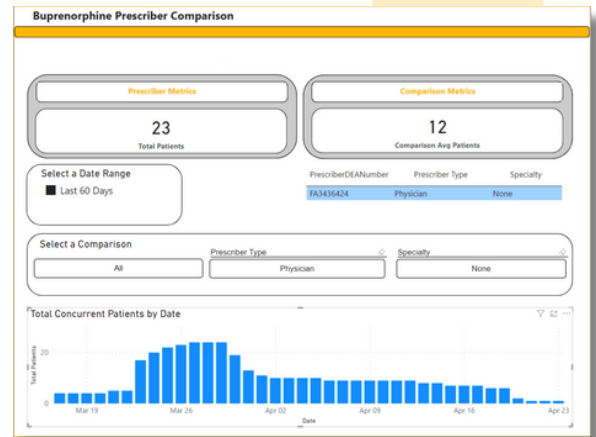 Buprenorphine Prescriber Comparison
Prescriber Metrics
Comparison Metrics
23
Total Patients
12
Comparison Avg Patients
Select a Date Range
Last 60 Days
PrescriberDEANumber Prescriber Type Specialty
FA3436424 Physician None
Select a Comparison
Prescriber Type
Specialty
All
Physician
None
Total Concurrent Patients by Date
Total Patients
20
0
Mar 19 Mar 26 Apr 02 Apr 09 Apr 16 Apr 23
Date